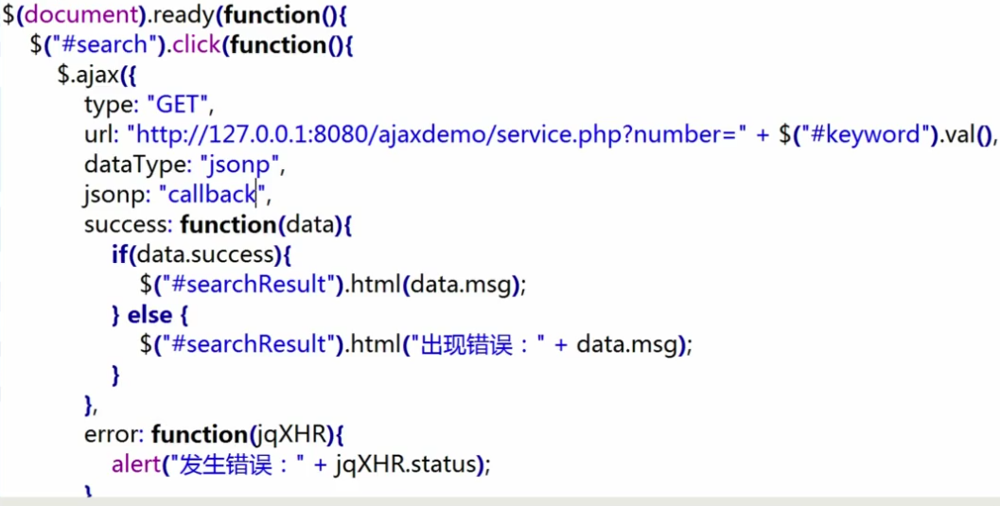 $(document).ready(function(){
$("#search").click(function(){
$.ajax({
type: "GET",
url: "http://127.0.0.1:8080/ajaxdemo/service.php?number=" + $("#keyword").val(),
dataType: "jsonp",
jsonp: "callback",
success: function(data){
if(data.success){
$("#searchResult").html(data.msg);
} else {
$("#searchResult").html("出现错误：" + data.msg);
}
},
error: function(jqXHR){
alert("发生错误：" + jqXHR.status);
}